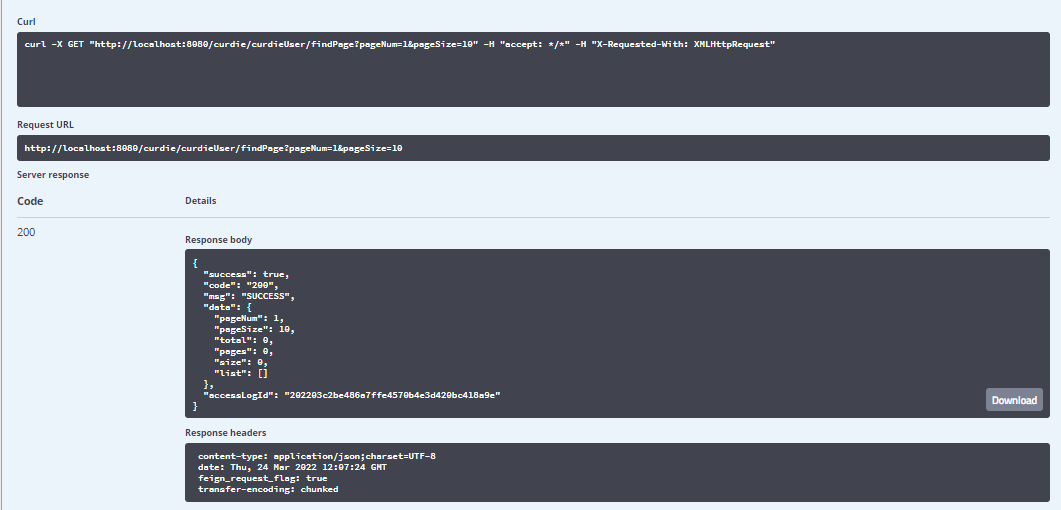 Curl
curl -X GET "http://localhost:8080/curdie/curdieUser/findPage?pageNum=1&pageSize=10" -H "accept: */*" -H "X-Requested-With: XMLHttpRequest"
Request URL
http://localhost:8080/curdie/curdieUser/findPage?pageNum=1&pageSize=10
Server response
Code Details
200
Response body
{
"success": true,
"code": "200",
"msg": "SUCCESS",
"data": {
"pageNum": 1,
"pageSize": 10,
"total": 0,
"pages": 0,
"size": 0,
"list": []
},
"accessLogId": "202203c2be486a7ffe4570b4e3d420bc418a9e"
}
Download
Response headers
content-type: application/json;charset=UTF-8
date: Thu, 24 Mar 2022 12:07:24 GMT
feign_request_flag: true
transfer-encoding: chunked